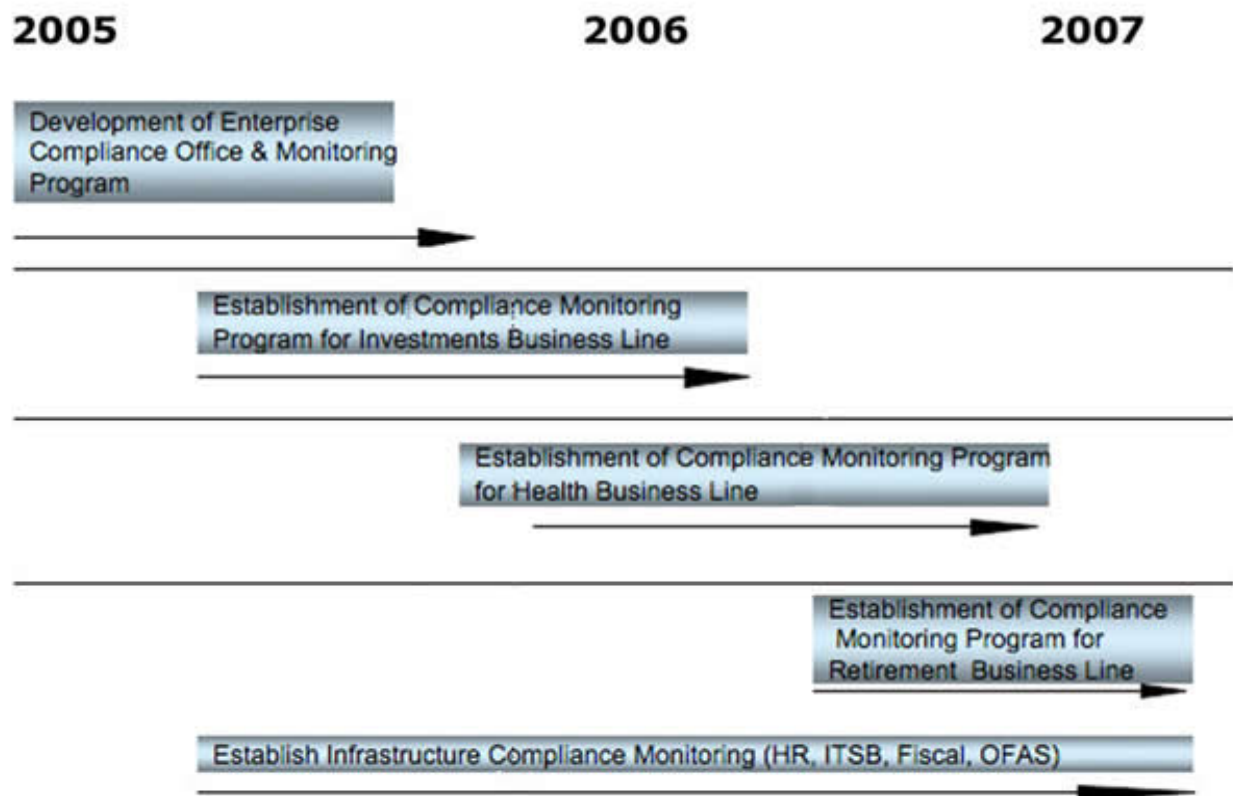 2005 2006 2007
Development of Enterprise
Compliance Office & Monitoring
Program
Establishment of Compliance Monitoring
Program for Investments Business Line
Establishment of Compliance Monitoring Program
for Health Business Line
Establishment of Compliance
Monitoring Program for
Retirement Business Line
Establish Infrastructure Compliance Monitoring (HR, ITSB, Fiscal, OFAS)